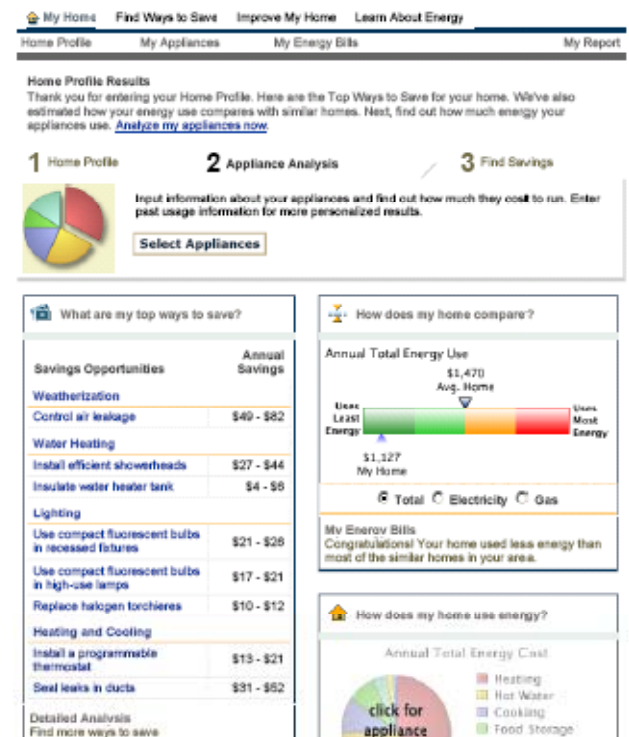 My Home Find Ways to Save Improve My Home Learn About Energy
Home Profile My Appliances My Energy Bills My Report
Home Profile Results
Thank you for entering your Home Profile. Here are the Top Ways to Save for your home. We've also
estimated how your energy use compares with similar homes. Next, find out how much energy your
appliances use. Analyze my appliances now.
1 Home Profile 2 Appliance Analysis 3 Find Savings
Input information about your appliances and find out how much they cost to run. Enter
past usage information for more personalized results.
Select Appliances
What are my top ways to save?
Savings Opportunities Annual Savings
Weatherization
Control air leakage $49 - $82
Water Heating
Install efficient showerheads $27 - $44
Insulate water heater tank $4 - $6
Lighting
Use compact fluorescent bulbs
in recessed fixtures $21 - $26
Use compact fluorescent bulbs
in high-use lamps $17 - $21
Replace halogen torchieres $10 - $12
Heating and Cooling
Install a programmable
thermostat $13 - $21
Seal leaks in ducts $31 - $52
Detailed Analysis
Find more ways to save
How does my home compare?
Annual Total Energy Use
$1,470
Avg. Home
Uses
Least
Energy
Uses
Most
Energy
$1,127
My Home
Total Electricity Gas
My Energy Bills
Congratulations! Your home used less energy than
most of the similar homes in your area.
How does my home use energy?
Annual Total Energy Cost
click for
appliance
Heating
Hot Water
Cooking
Food Storage